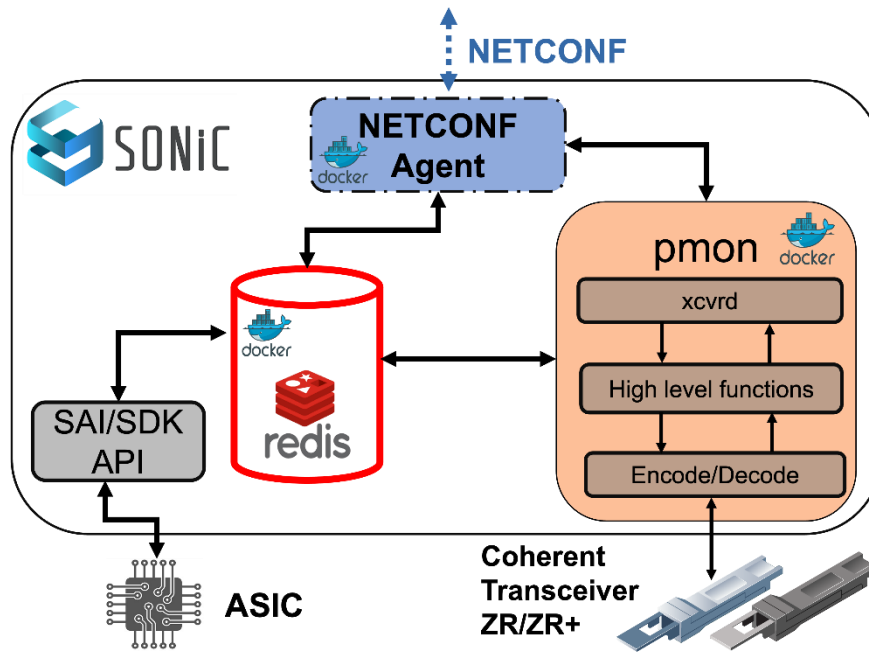 NETCONF
SONiC
NETCONF
Agent
docker
pmon
docker
xcvrd
High level functions
Encode/Decode
docker
redis
SAI/SDK
API
ASIC
Coherent
Transceiver
ZR/ZR+